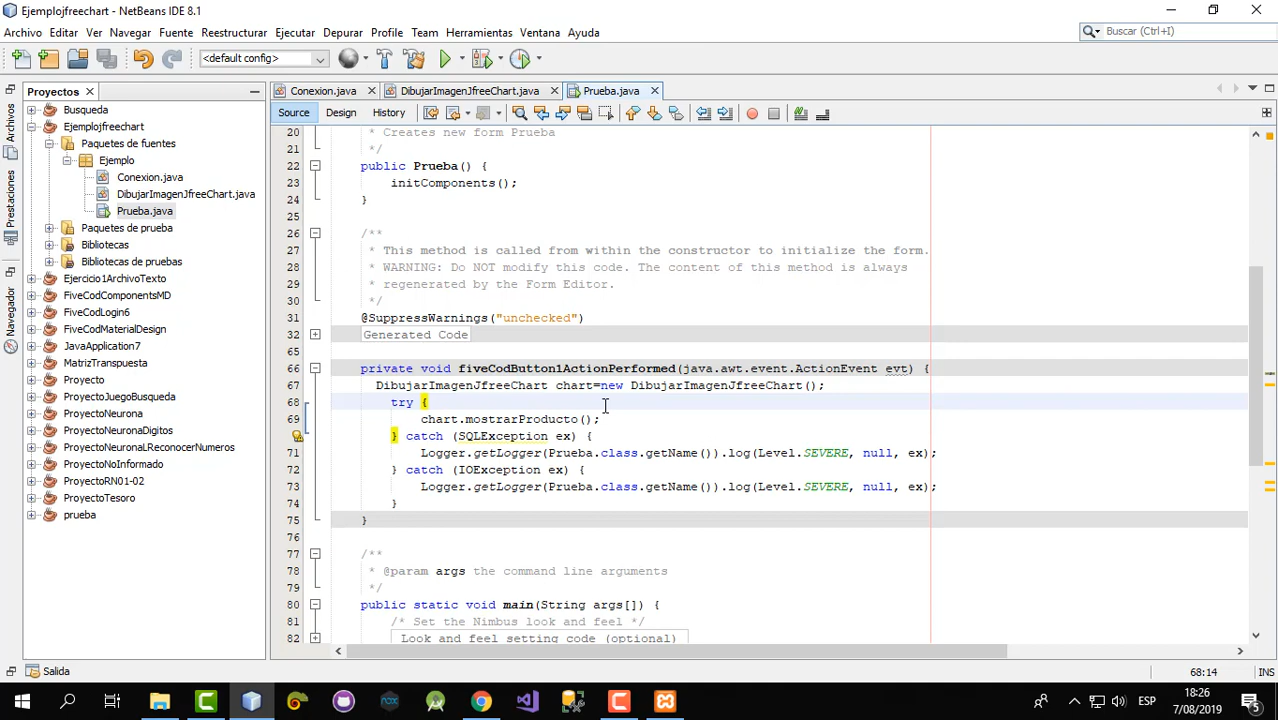 Ejemplojfreechart - NetBeans IDE 8.1
Archivo Editar Ver Navegar Fuente Reestructurar Ejecutar Depurar Profile Team Herramientas Ventana Ayuda
Buscar (Ctrl+I)
<default config>
Proyectos
Conexion.java DibujarImagenJfreeChart.java Prueba.java
Source Design History
Archivos
Prestaciones
Navegador
Busqueda
Ejemplojfreechart
Paquetes de fuentes
Ejemplo
Conexion.java
DibujarImagenJfreeChart.java
Prueba.java
Paquetes de prueba
Bibliotecas
Bibliotecas de pruebas
Ejercicio1ArchivoTexto
FiveCodComponentsMD
FiveCodLogin6
FiveCodMaterialDesign
JavaApplication7
MatrizTranspuesta
Proyecto
ProyectoJuegoBusqueda
ProyectoNeurona
ProyectoNeuronaDigitos
ProyectoNeuronaLReconocerNumeros
ProyectoNoInformado
ProyectoRN01-02
ProyectoTesoro
prueba
20 * Creates new form Prueba
21 */
22 public Prueba() {
23 initComponents();
24 }
25
26 /**
27 * This method is called from within the constructor to initialize the form.
28 * WARNING: Do NOT modify this code. The content of this method is always
29 * regenerated by the Form Editor.
30 */
31 @SuppressWarnings("unchecked")
32 Generated Code
65
66 private void fiveCodButton1ActionPerformed(java.awt.event.ActionEvent evt) {
67 DibujarImagenJfreeChart chart=new DibujarImagenJfreeChart();
68 try {
69 chart.mostrarProducto();
} catch (SQLException ex) {
71 Logger.getLogger(Prueba.class.getName()).log(Level.SEVERE, null, ex);
72 } catch (IOException ex) {
73 Logger.getLogger(Prueba.class.getName()).log(Level.SEVERE, null, ex);
74 }
75 }
76
77 /**
78 * @param args the command line arguments
79 */
80 public static void main(String args[]) {
81 /* Set the Nimbus look and feel */
82 Look and feel setting code (optional)
Salida
68:14 INS
ESP
18:26
7/08/2019
5